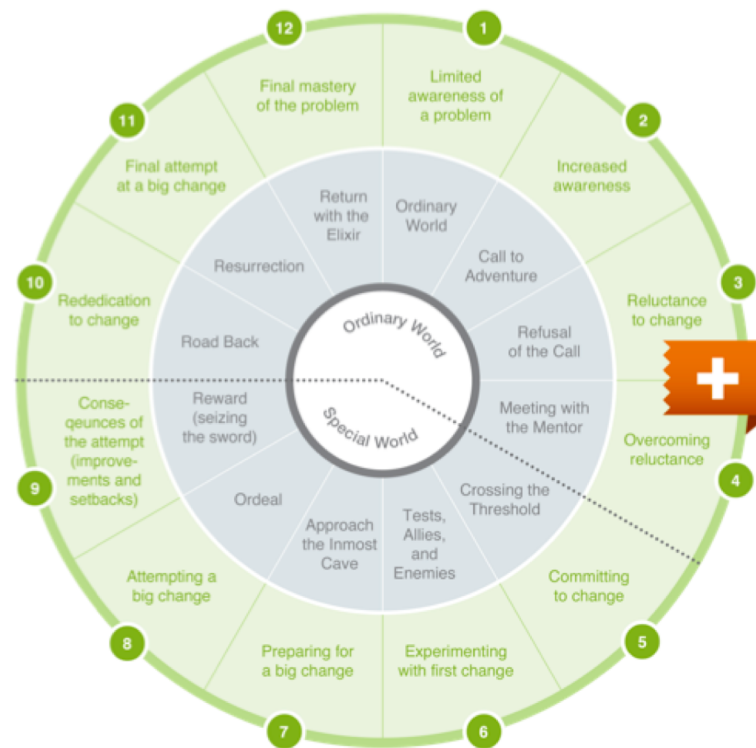 12
1
Final mastery
of the problem
Limited
awareness of
a problem
11
2
Final attempt
at a big change
Increased
awareness
Return
with the
Elixir
Ordinary
World
Resurrection
Call to
Adventure
10
3
Rededication
to change
Reluctance
to change
Road Back
Refusal
of the Call
Ordinary World
Special World
Conse-
qeunces of
the attempt
(improve-
ments and
setbacks)
Reward
(seizing
the sword)
Meeting with
the Mentor
Overcoming
reluctance
9
4
Ordeal
Crossing the
Threshold
Approach
the Inmost
Cave
Tests,
Allies,
and
Enemies
Attempting a
big change
Committing
to change
8
5
Preparing for
a big change
Experimenting
with first change
7
6